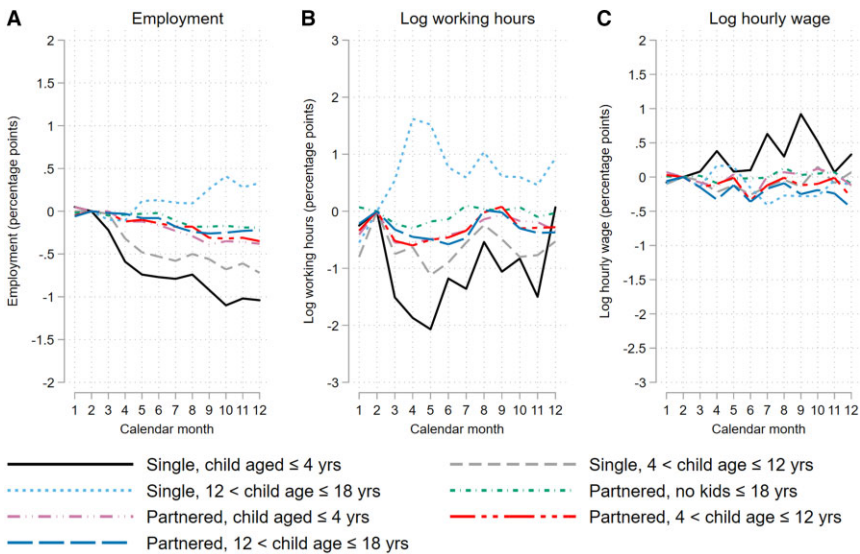 A Employment
B Log working hours
C Log hourly wage
Employment (percentage points)
2
1.5
1
.5
0
-.5
-1
-1.5
-2
1 2 3 4 5 6 7 8 9 10 11 12
Calendar month
Log working hours (percentage points)
3
2
1
0
-1
-2
-3
1 2 3 4 5 6 7 8 9 10 11 12
Calendar month
Log hourly wage (percentage points)
2
1.5
1
.5
0
-.5
-1
-1.5
-2
-2.5
-3
1 2 3 4 5 6 7 8 9 10 11 12
Calendar month
Single, child aged ≤ 4 yrs
Single, 4 < child age ≤ 12 yrs
Single, 12 < child age ≤ 18 yrs
Partnered, no kids ≤ 18 yrs
Partnered, child aged ≤ 4 yrs
Partnered, 4 < child age ≤ 12 yrs
Partnered, 12 < child age ≤ 18 yrs